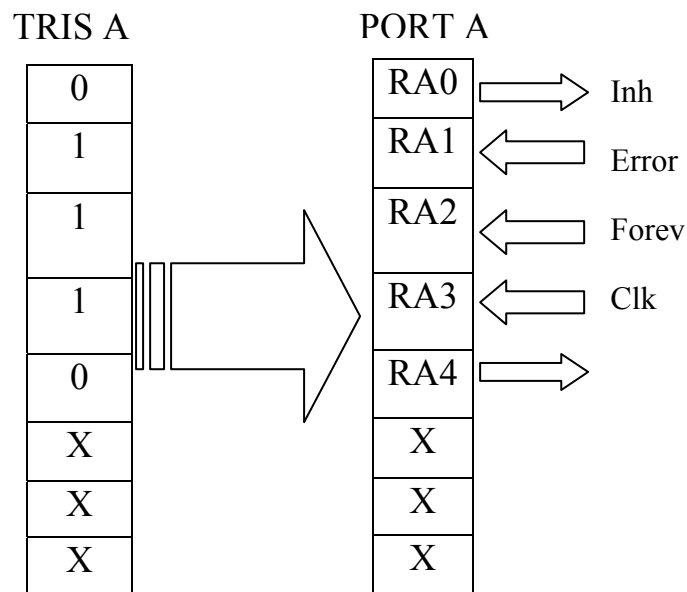 TRIS A PORT A
0 RA0 Inh
1 RA1 Error
1 RA2 Forev
1 RA3 Clk
0 RA4
X X
X X
X X